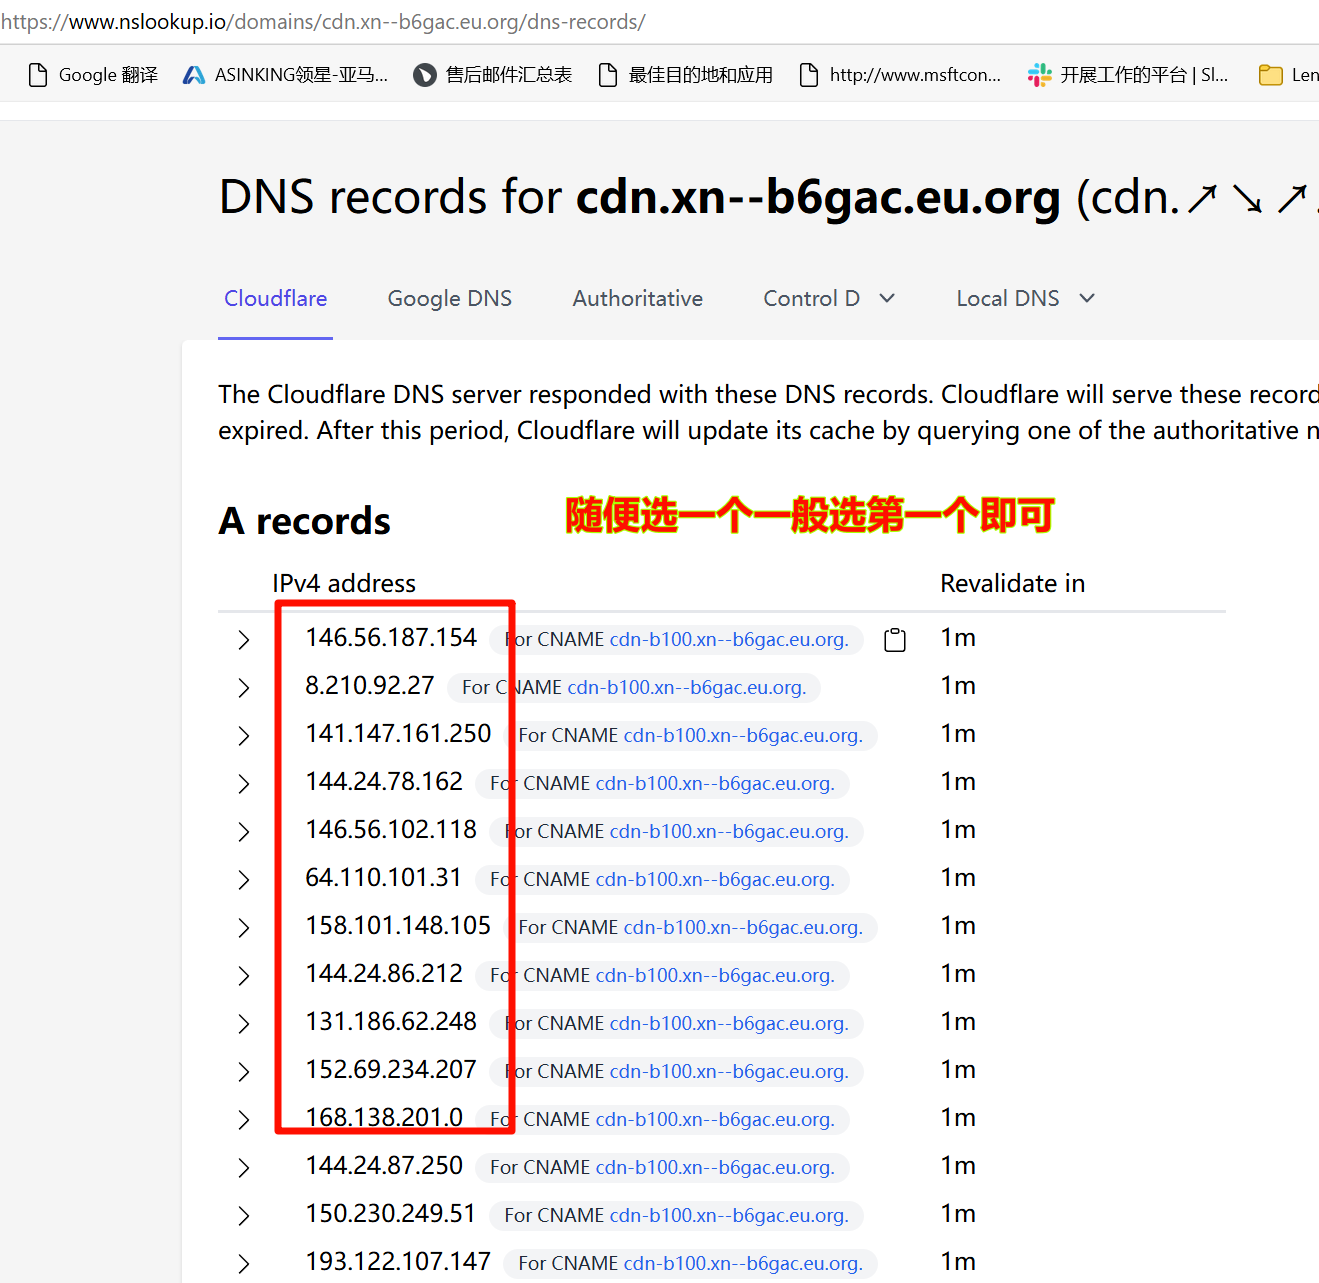 https://www.nslookup.io/domains/cdn.xn--b6gac.eu.org/dns-records/
Google 翻译 ASINKING领星-亚马... 售后邮件汇总表 最佳目的地和应用 http://www.msftcon... 开展工作的平台 | Sl... Len
DNS records for cdn.xn--b6gac.eu.org (cdn.↗↘↗.
Cloudflare Google DNS Authoritative Control D Local DNS
The Cloudflare DNS server responded with these DNS records. Cloudflare will serve these record
expired. After this period, Cloudflare will update its cache by querying one of the authoritative n
A records 随便选一个一般选第一个即可
IPv4 address Revalidate in
146.56.187.154 For CNAME cdn-b100.xn--b6gac.eu.org. 1m
8.210.92.27 For CNAME cdn-b100.xn--b6gac.eu.org. 1m
141.147.161.250 For CNAME cdn-b100.xn--b6gac.eu.org. 1m
144.24.78.162 For CNAME cdn-b100.xn--b6gac.eu.org. 1m
146.56.102.118 For CNAME cdn-b100.xn--b6gac.eu.org. 1m
64.110.101.31 For CNAME cdn-b100.xn--b6gac.eu.org. 1m
158.101.148.105 For CNAME cdn-b100.xn--b6gac.eu.org. 1m
144.24.86.212 For CNAME cdn-b100.xn--b6gac.eu.org. 1m
131.186.62.248 For CNAME cdn-b100.xn--b6gac.eu.org. 1m
152.69.234.207 For CNAME cdn-b100.xn--b6gac.eu.org. 1m
168.138.201.0 For CNAME cdn-b100.xn--b6gac.eu.org. 1m
144.24.87.250 For CNAME cdn-b100.xn--b6gac.eu.org. 1m
150.230.249.51 For CNAME cdn-b100.xn--b6gac.eu.org. 1m
193.122.107.147 For CNAME cdn-b100.xn--b6gac.eu.org. 1m